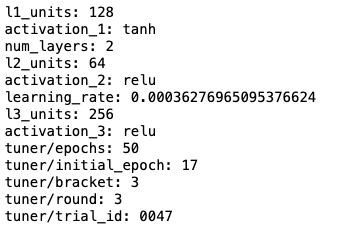 l1_units: 128
activation_1: tanh
num_layers: 2
l2_units: 64
activation_2: relu
learning_rate: 0.00036276965095376624
l3_units: 256
activation_3: relu
tuner/epochs: 50
tuner/initial_epoch: 17
tuner/bracket: 3
tuner/round: 3
tuner/trial_id: 0047